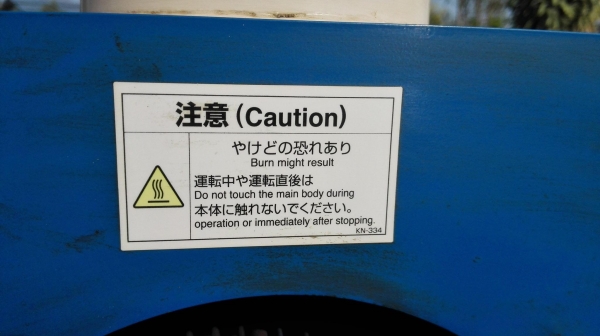 注意 (Caution)
やけどの恐れあり
Burn might result
運転中や運転直後は
Do not touch the main body during
本体に触れないでください。
operation or immediately after stopping.
KN-334